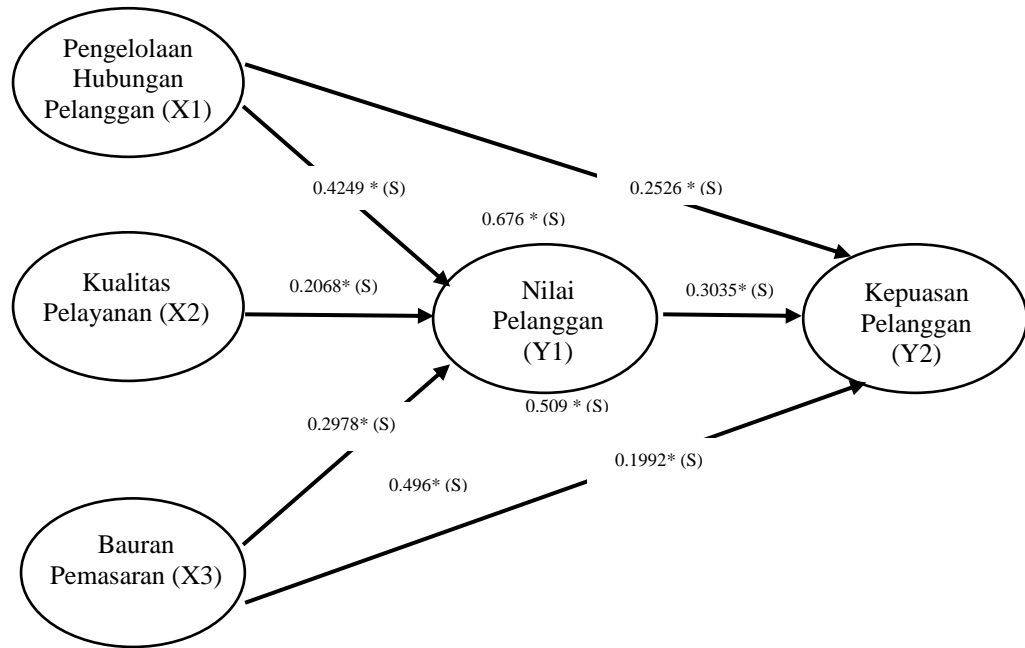 Pengelolaan
Hubungan
Pelanggan (X1)
0.4249 * (S)
0.2526 * (S)
0.676 * (S)
Kualitas
Pelayanan (X2)
0.2068* (S)
Nilai
Pelanggan
(Y1)
0.3035* (S)
Kepuasan
Pelanggan
(Y2)
0.509 * (S)
0.2978* (S)
0.1992* (S)
0.496* (S)
Bauran
Pemasaran (X3)